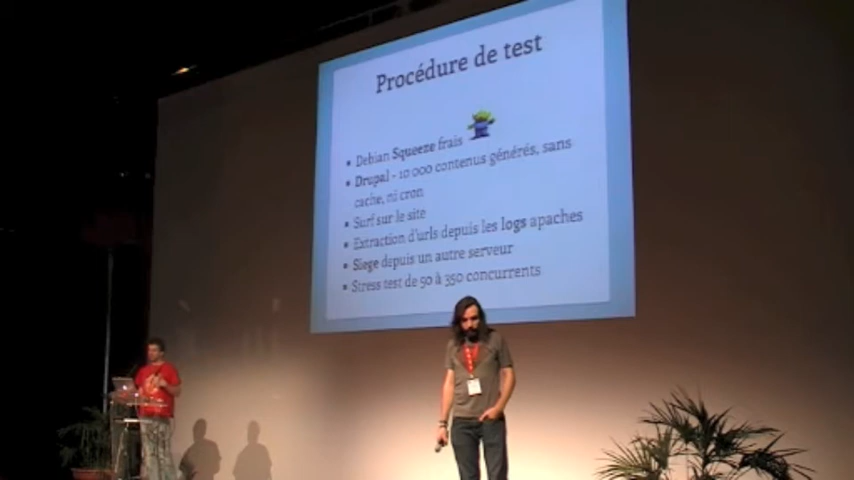 Procédure de test
• Debian Squeeze frais
• Drupal - 10 000 contenus générés, sans
cache, ni cron
• Surf sur le site
• Extraction d'urls depuis les logs apaches
• Siege depuis un autre serveur
• Stress test de 50 à 350 concurrents